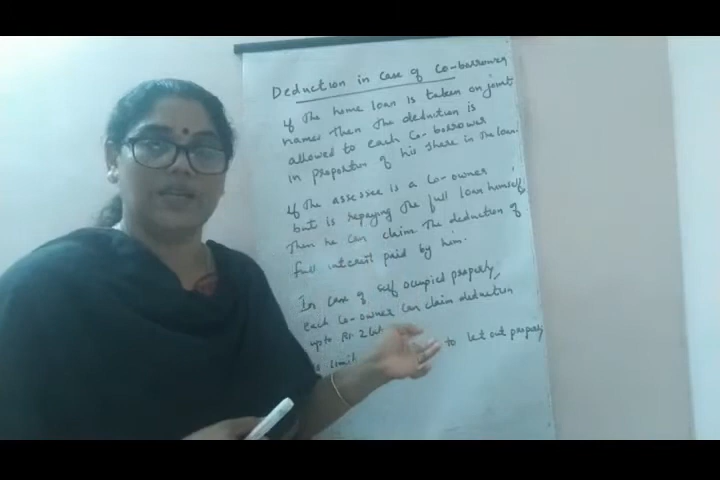 Deduction in case of Co-borrower
If the home loan is taken on joint
names then the deduction is
allowed to each Co-borrower
in proportion of his share in the loan.
If the assessee is a Co-owner
but is repaying the full loan himself
then he can claim the deduction of
full interest paid by him.
In case of self occupied property
each Co-owner can claim deduction
upto Rs. 2
limit to let out property